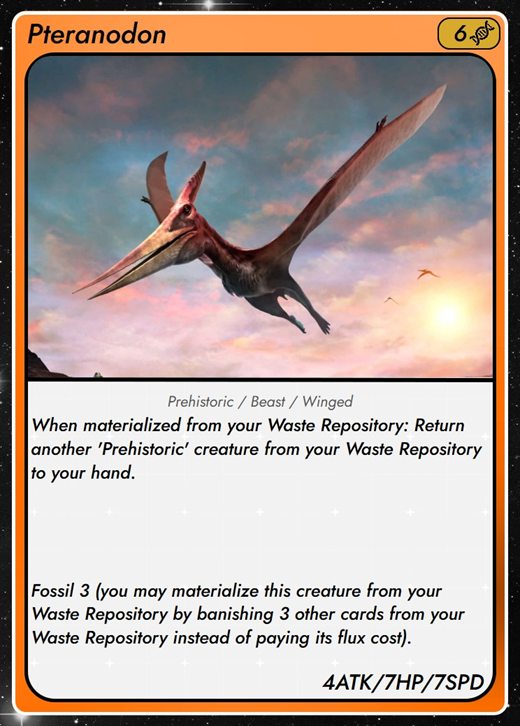 Pteranodon
6
Prehistoric / Beast / Winged
When materialized from your Waste Repository: Return
another 'Prehistoric' creature from your Waste Repository
to your hand.
Fossil 3 (you may materialize this creature from your
Waste Repository by banishing 3 other cards from your
Waste Repository instead of paying its flux cost).
4ATK/7HP/7SPD